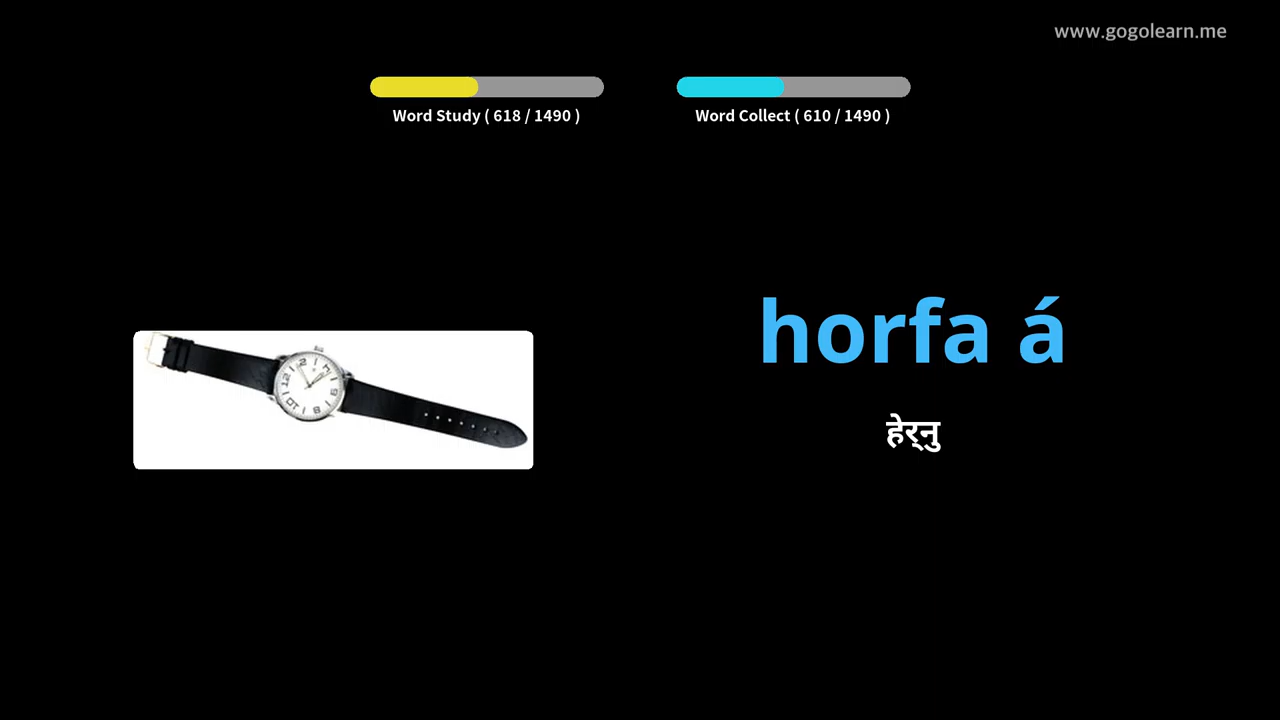 www.gogolearn.me
Word Study ( 618 / 1490 )
Word Collect ( 610 / 1490 )
horfa á
हेर्नु